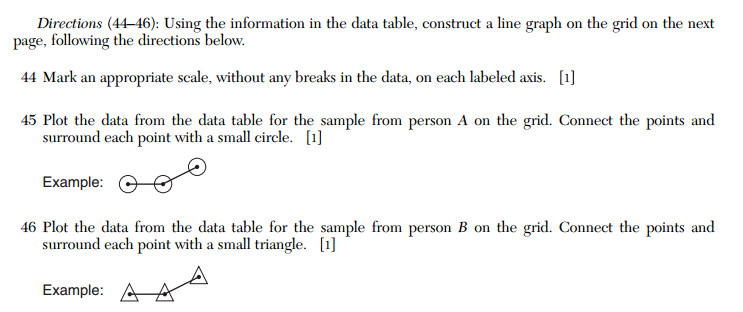 Directions (44–46): Using the information in the data table, construct a line graph on the grid on the next
page, following the directions below.
44 Mark an appropriate scale, without any breaks in the data, on each labeled axis. [1]
45 Plot the data from the data table for the sample from person A on the grid. Connect the points and
surround each point with a small circle. [1]
Example:
46 Plot the data from the data table for the sample from person B on the grid. Connect the points and
surround each point with a small triangle. [1]
Example: